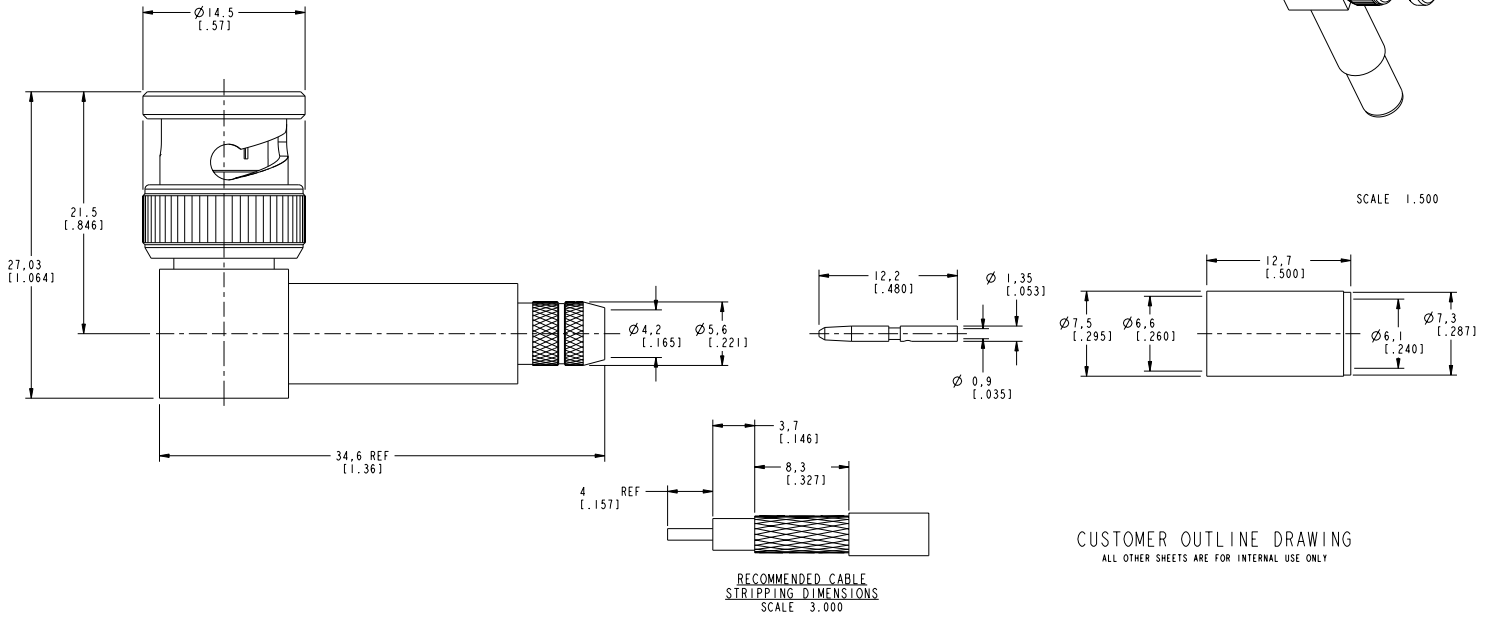 Ø14.5
[.57]
SCALE 1.500
21.5
[.846]
27,03
[1.064]
12,2
[.480]
Ø 1,35
[.053]
12,7
[.500]
Ø4,2
[.165]
Ø5,6
[.221]
Ø7,5
[.295]
Ø6,6
[.260]
Ø6,1
[.240]
Ø7,3
[.287]
Ø 0,9
[.035]
3,7
[.146]
34,6 REF
[1.36]
8,3
[.327]
4 REF
[.157]
CUSTOMER OUTLINE DRAWING
ALL OTHER SHEETS ARE FOR INTERNAL USE ONLY
RECOMMENDED CABLE
STRIPPING DIMENSIONS
SCALE 3.000